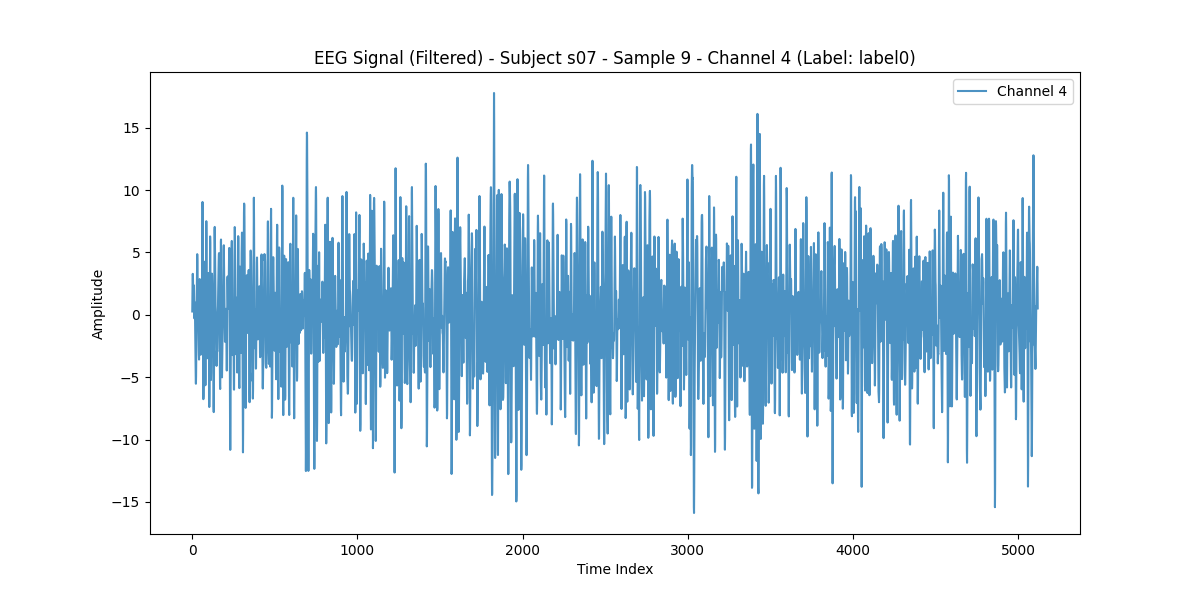 EEG Signal (Filtered) - Subject s07 - Sample 9 - Channel 4 (Label: label0)
Channel 4
15
10
5
0
−5
−10
−15
Amplitude
0 1000 2000 3000 4000 5000
Time Index